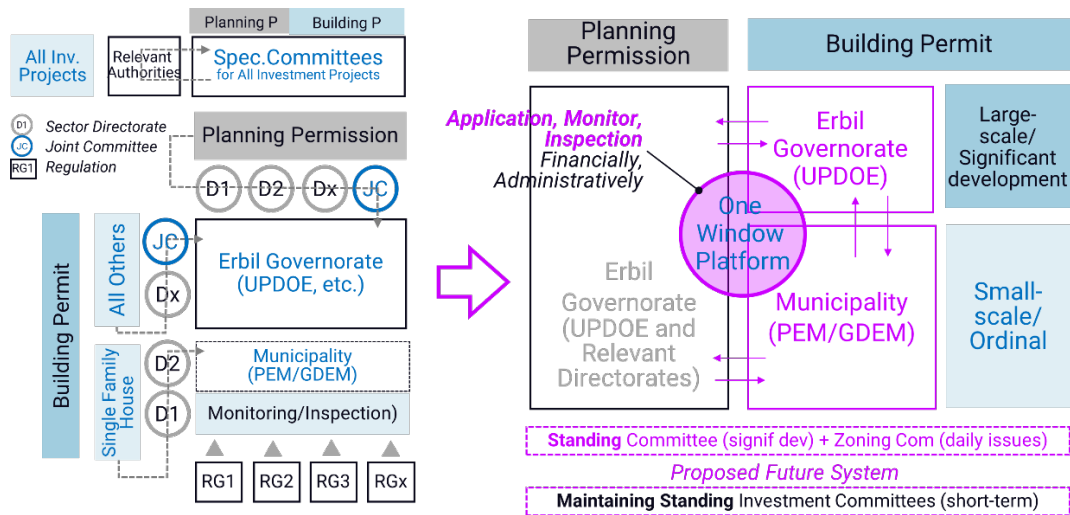 Planning P
Building P
All Inv.
Projects
Relevant
Authorities
Spec.Committees
for All Investment Projects
D1
Sector Directorate
JC
Joint Committee
RG1
Regulation
Planning Permission
D1
D2
Dx
JC
Building Permit
All Others
JC
Dx
Erbil Governorate
(UPDOE, etc.)
Single Family
House
D2
D1
Municipality
(PEM/GDEM)
Monitoring/Inspection)
RG1
RG2
RG3
RGx
Planning
Permission
Building Permit
Application, Monitor,
Inspection
Financially,
Administratively
Erbil
Governorate
(UPDOE)
Large-
scale/
Significant
development
One
Window
Platform
Erbil
Governorate
(UPDOE and
Relevant
Directorates)
Municipality
(PEM/GDEM)
Small-
scale/
Ordinal
Standing Committee (signif dev) + Zoning Com (daily issues)
Proposed Future System
Maintaining Standing Investment Committees (short-term)